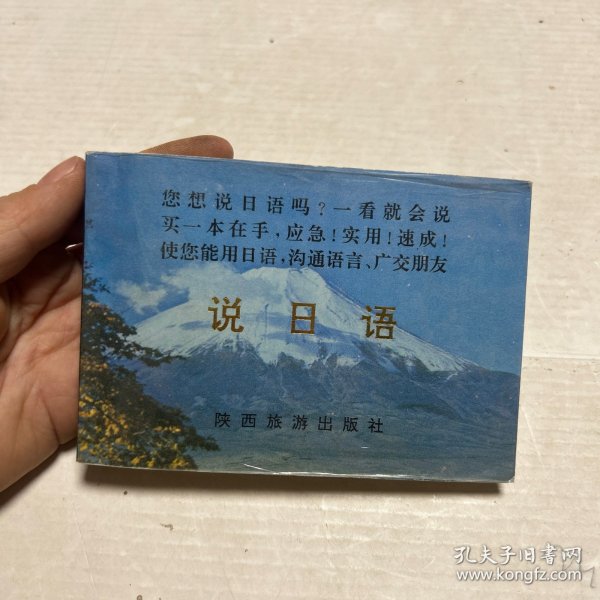 您想说日语吗?一看就会说
买一本在手,应急!实用!速成!
使您能用日语,沟通语言、广交朋友
说日语
陕西旅游出版社
孔夫子旧书网
www.kongfz.com